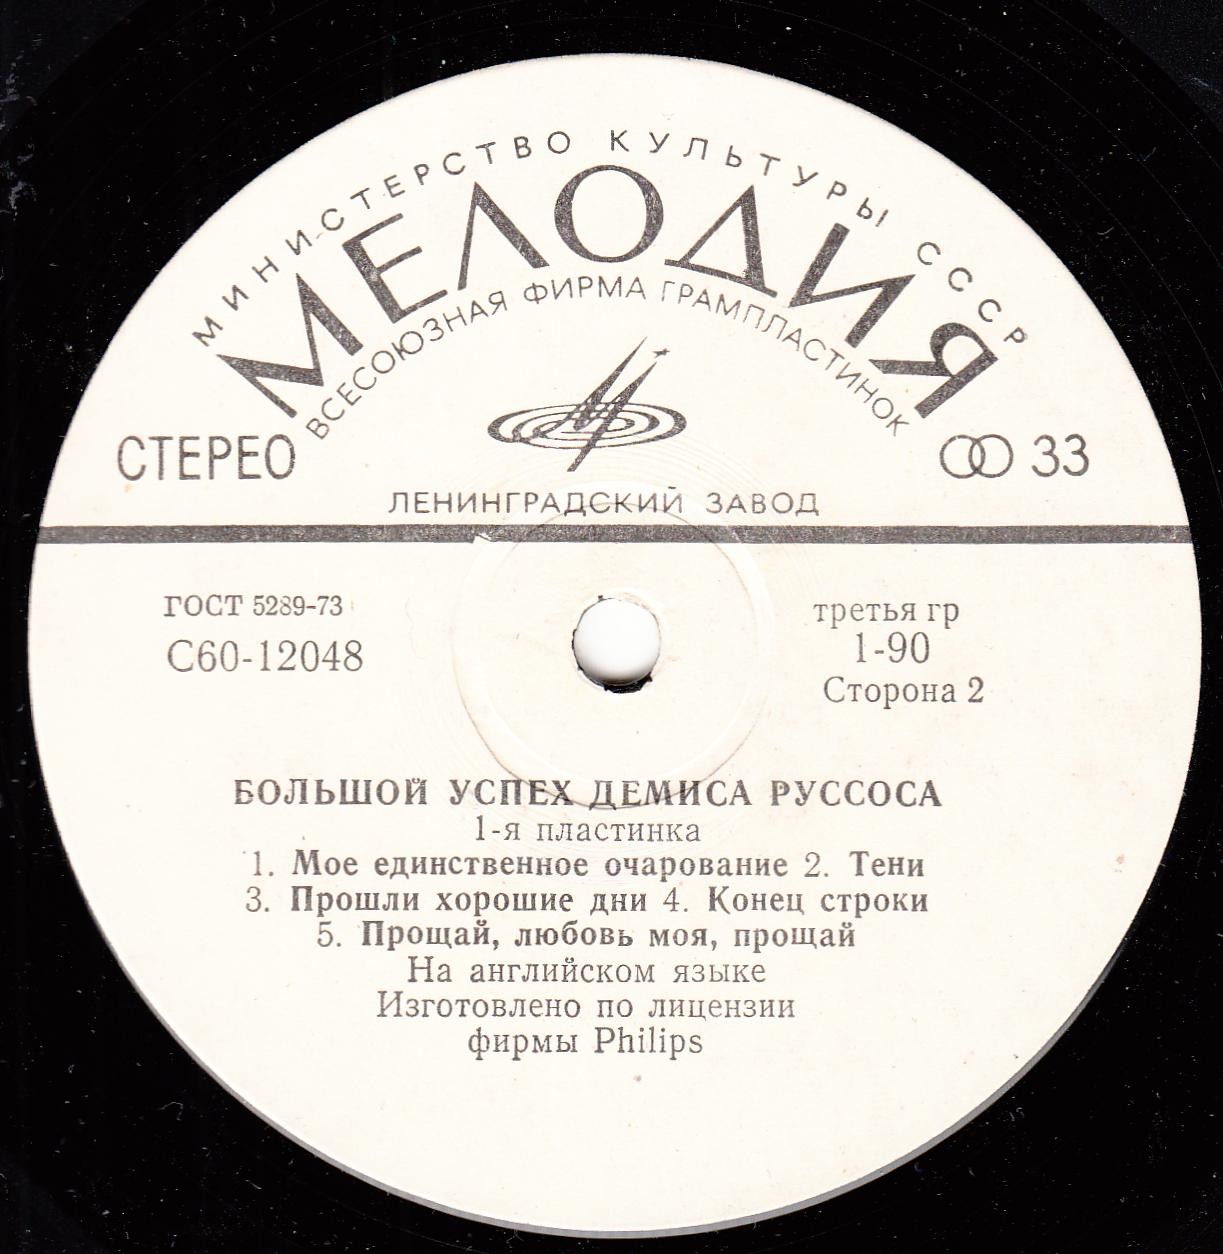 МИНИСТЕРСТВО КУЛЬТУРЫ СССР
МЕЛОДИЯ
ВСЕСОЮЗНАЯ ФИРМА ГРАМПЛАСТИНОК
СТЕРЕО
33
ЛЕНИНГРАДСКИЙ ЗАВОД
ГОСТ 5289-73
С60-12048
третья гр
1-90
Сторона 2
БОЛЬШОЙ УСПЕХ ДЕМИСА РУССОСА
1-я пластинка
1. Мое единственное очарование 2. Тени
3. Прошли хорошие дни 4. Конец строки
5. Прощай, любовь моя, прощай
На английском языке
Изготовлено по лицензии
фирмы Philips